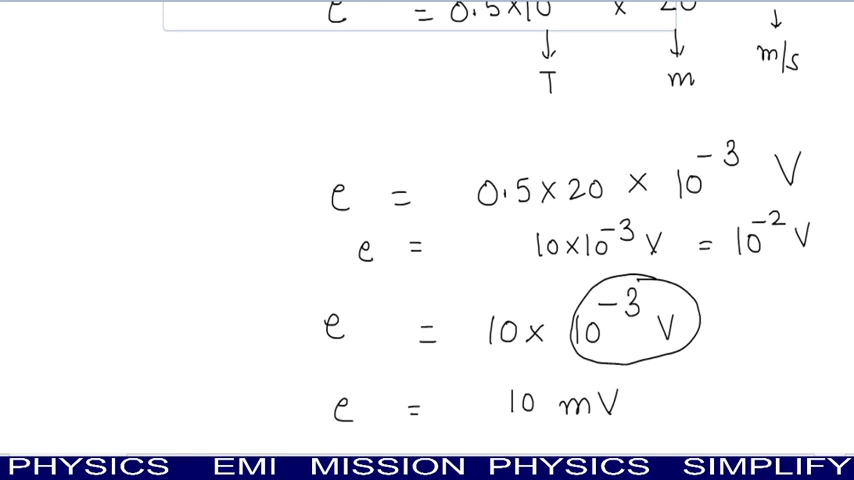 e = 0.5×10 × 20
↓ ↓ ↓
T m m/s
e = 0.5×20 × 10⁻³ V
e = 10×10⁻³ V = 10⁻² V
e = 10× 10⁻³ V
e = 10 mV
PHYSICS EMI MISSION PHYSICS SIMPLIFY